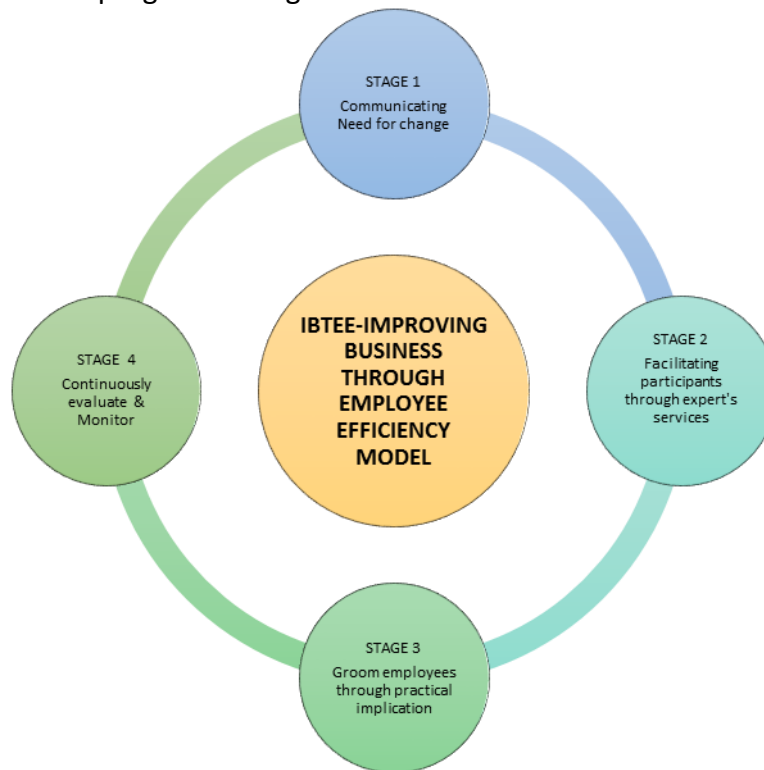 STAGE 1
Communicating
Need for change
IBTEE-IMPROVING
BUSINESS
THROUGH
EMPLOYEE
EFFICIENCY
MODEL
STAGE 2
Facilitating
participants
through expert's
services
STAGE 4
Continuously
evaluate &
Monitor
STAGE 3
Groom employees
through practical
implication